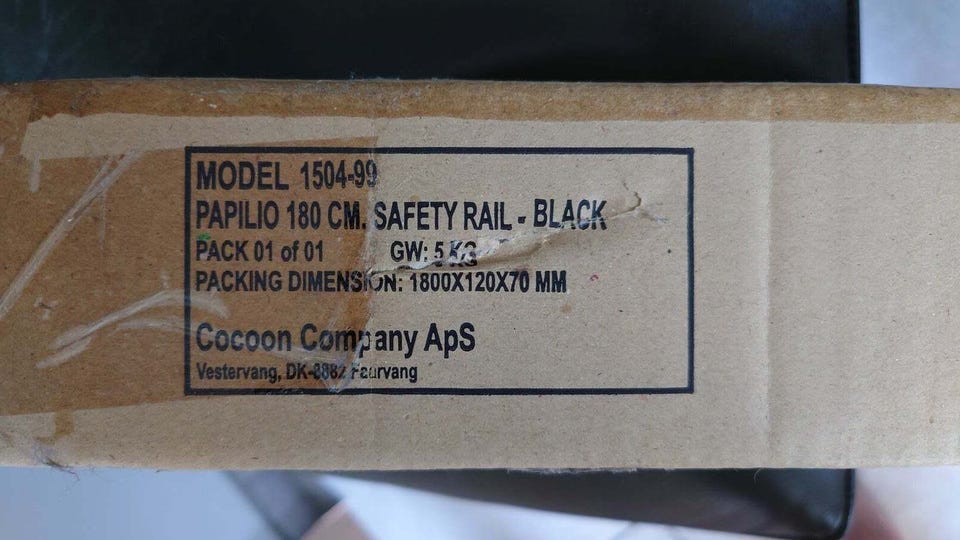 MODEL 1504-99
PAPILIO 180 CM. SAFETY RAIL - BLACK
PACK 01 of 01 GW: 5 KG
PACKING DIMENSION: 1800X120X70 MM
Cocoon Company ApS
Vestervang, DK-8882 Faurvang